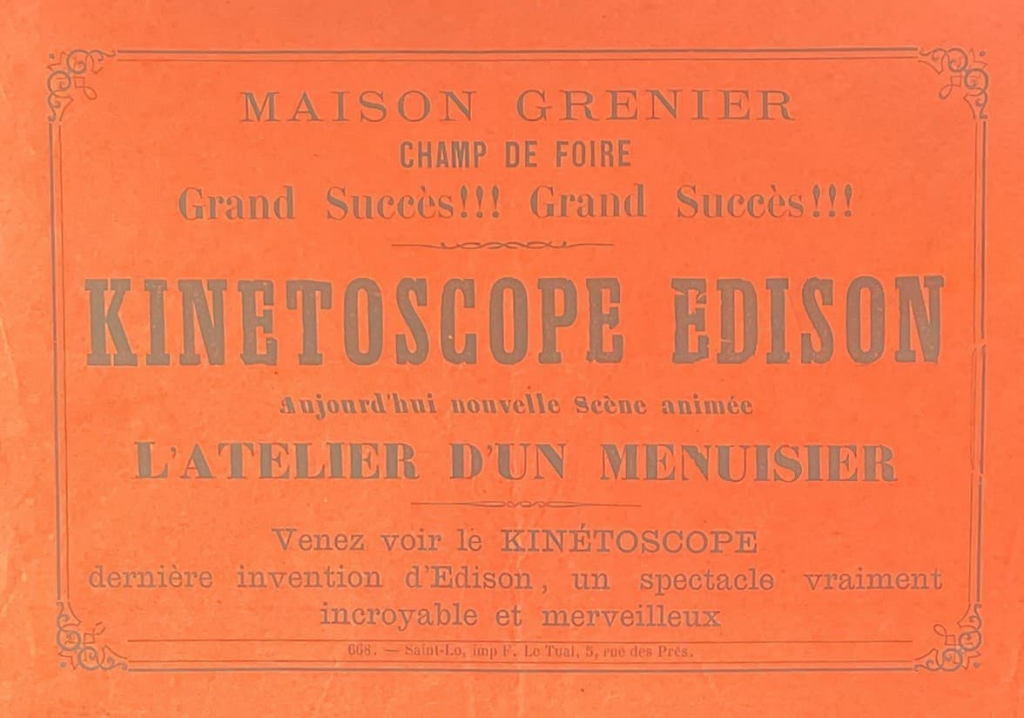 MAISON GRENIER
CHAMP DE FOIRE
Grand Succès!!! Grand Succès!!!
KINETOSCOPE EDISON
Aujourd'hui nouvelle Scène animée
L'ATELIER D'UN MENUISIER
Venez voir le KINÉTOSCOPE
dernière invention d'Edison, un spectacle vraiment
incroyable et merveilleux
668. — Saint-Lo, imp F. Le Tual, 5, rue des Prés.